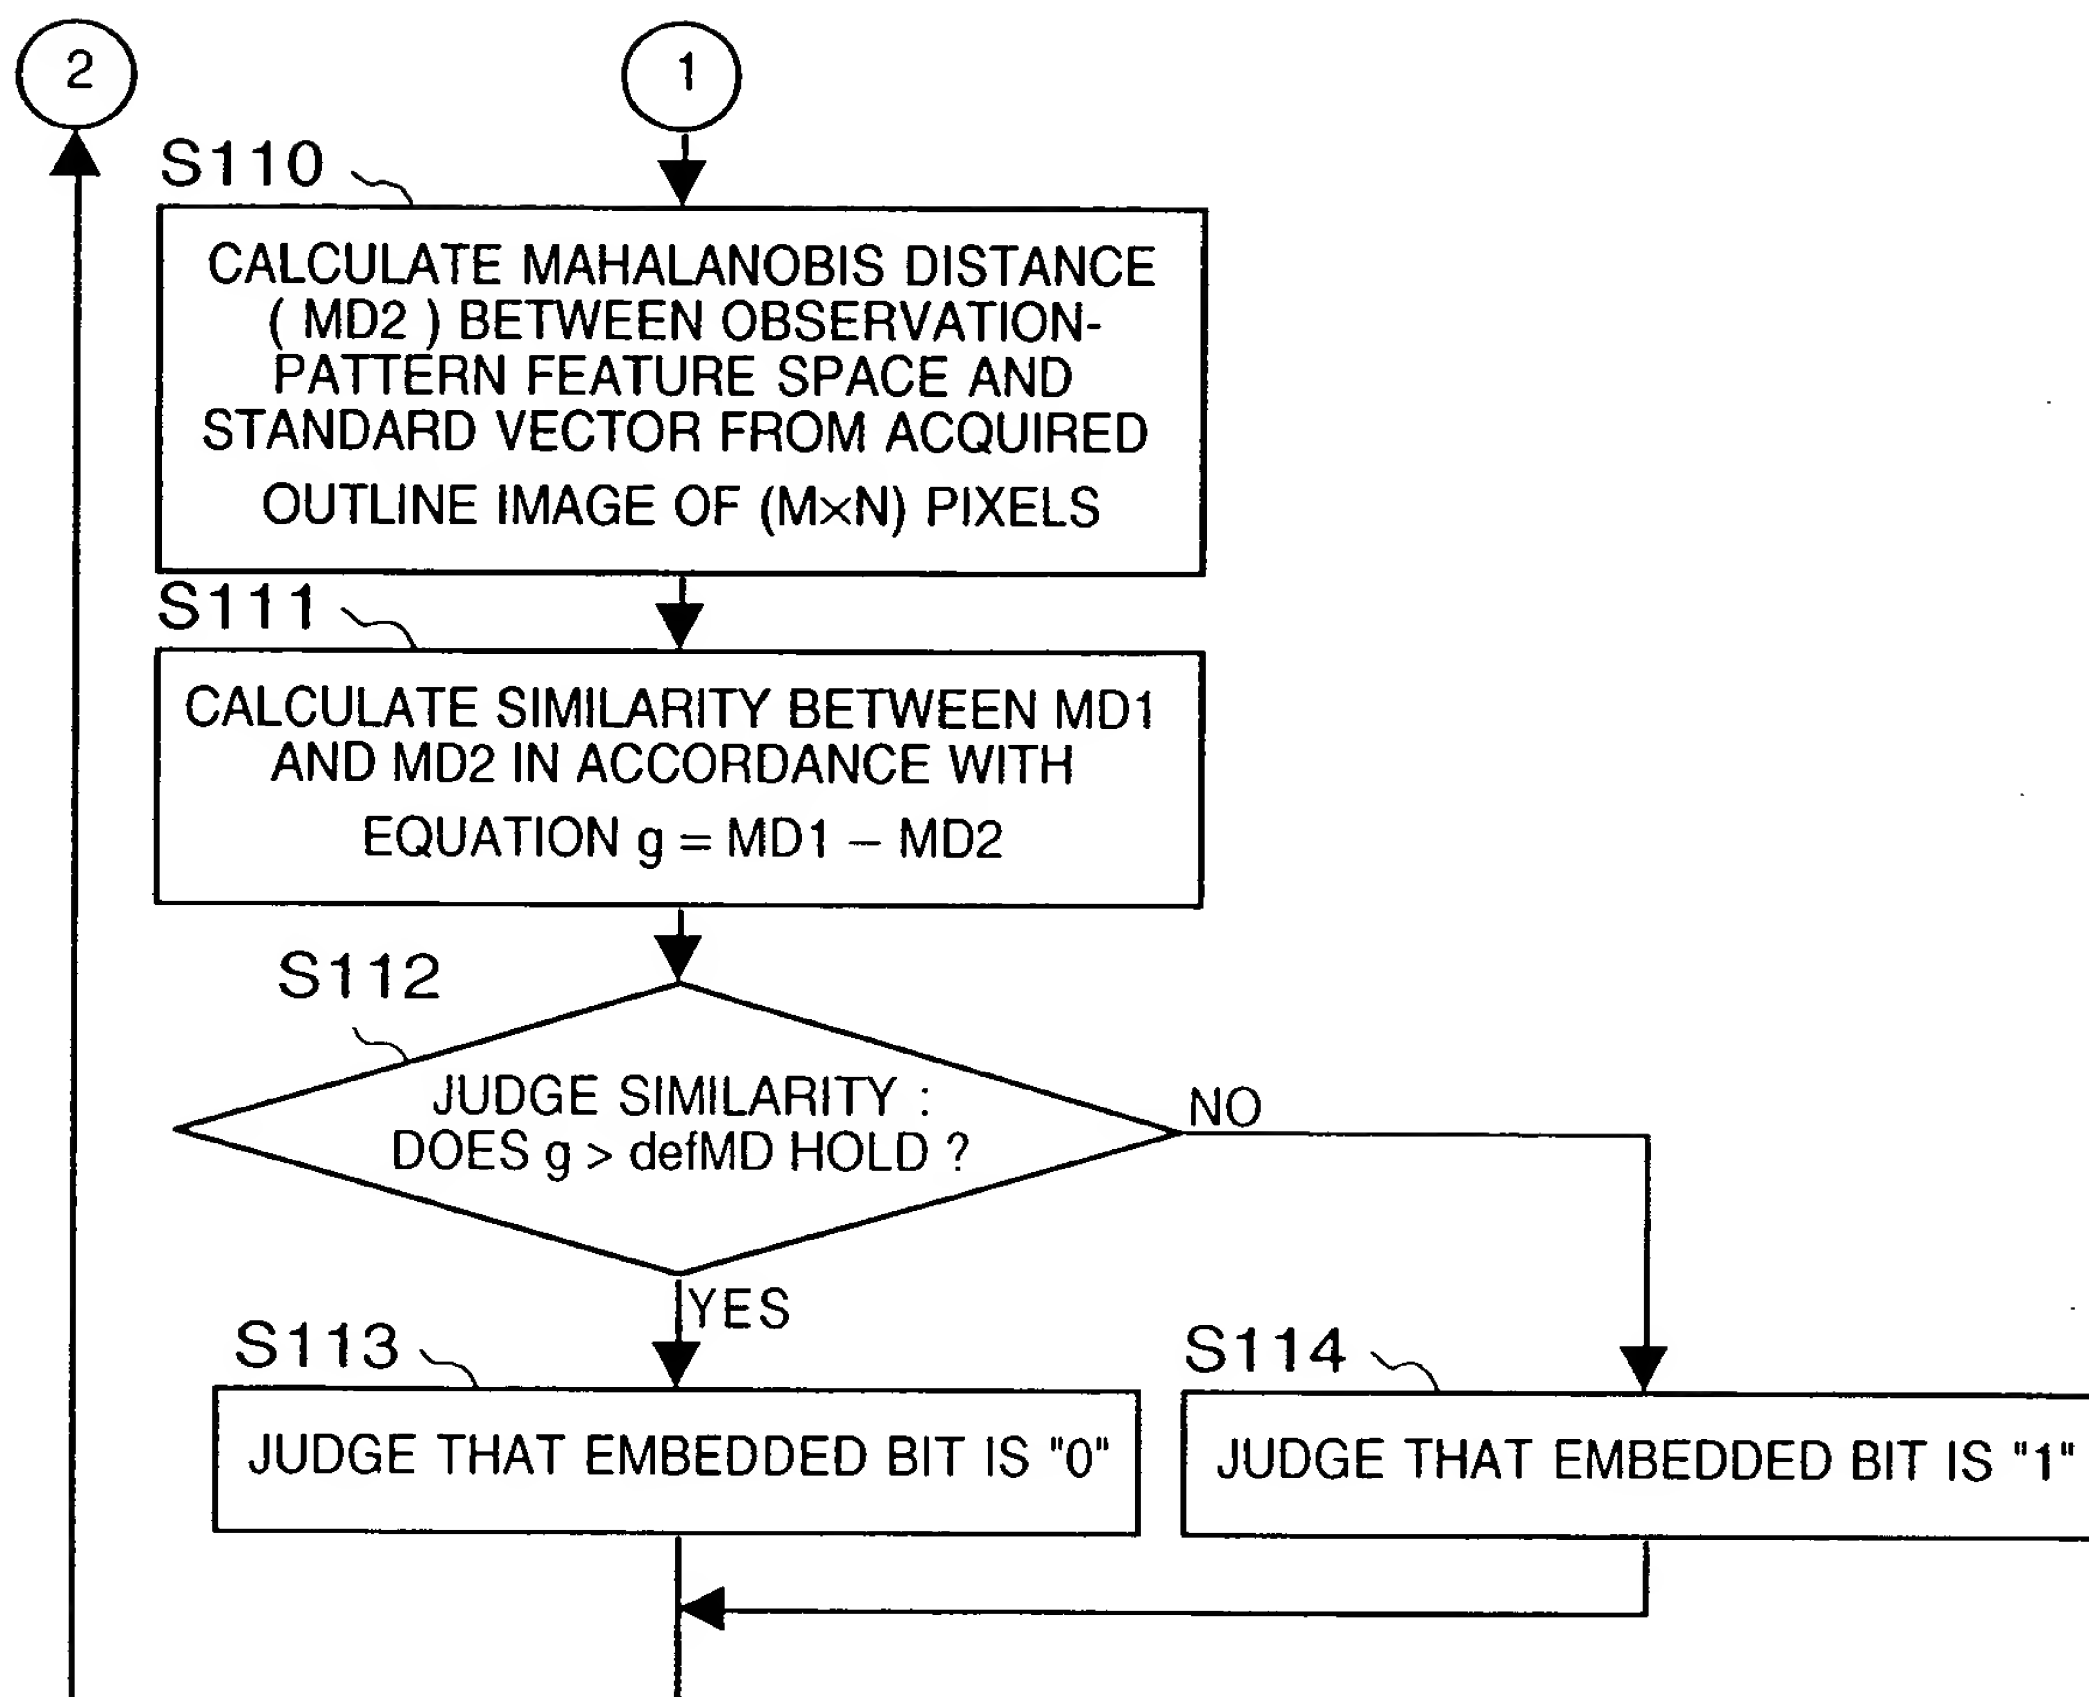 2
1
S110
CALCULATE MAHALANOBIS DISTANCE
( MD2 ) BETWEEN OBSERVATION-
PATTERN FEATURE SPACE AND
STANDARD VECTOR FROM ACQUIRED
OUTLINE IMAGE OF (M×N) PIXELS
S111
CALCULATE SIMILARITY BETWEEN MD1
AND MD2 IN ACCORDANCE WITH
EQUATION g = MD1 – MD2
S112
JUDGE SIMILARITY :
DOES g > defMD HOLD ?
NO
YES
S113
JUDGE THAT EMBEDDED BIT IS "0"
S114
JUDGE THAT EMBEDDED BIT IS "1"